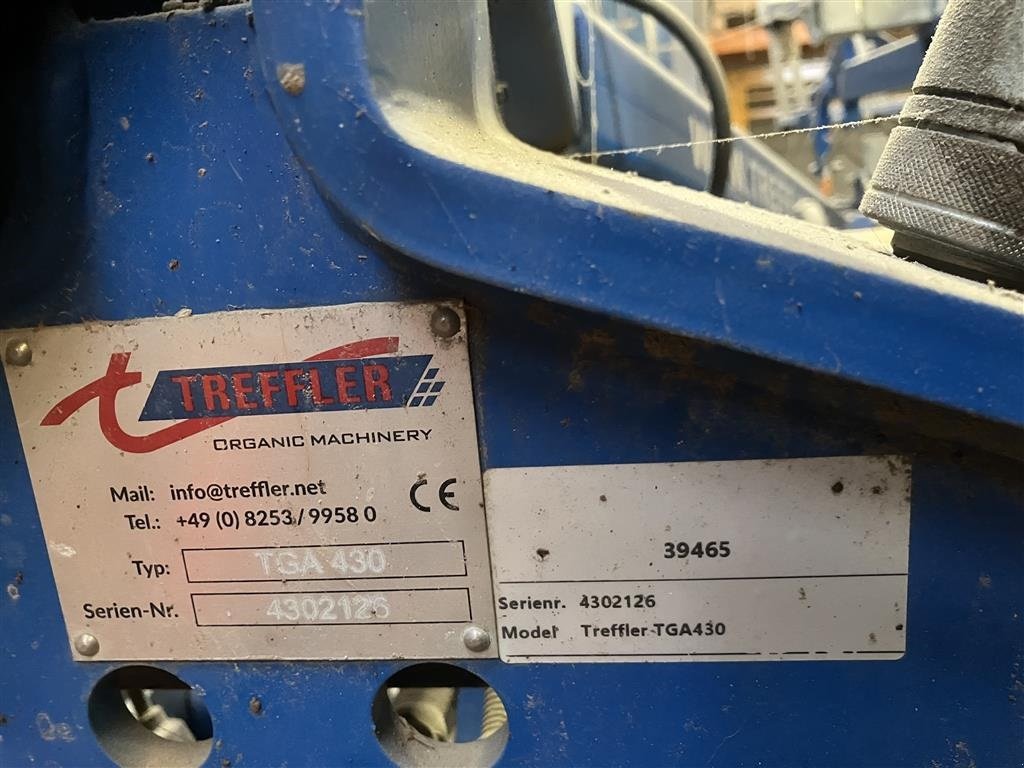 TREFFLER
ORGANIC MACHINERY
Mail: info@treffler.net
Tel.: +49 (0) 8253 / 9958 0
CE
Typ: TGA 430
Serien-Nr. 4302126
39465
Serienr. 4302126
Model Treffler TGA430